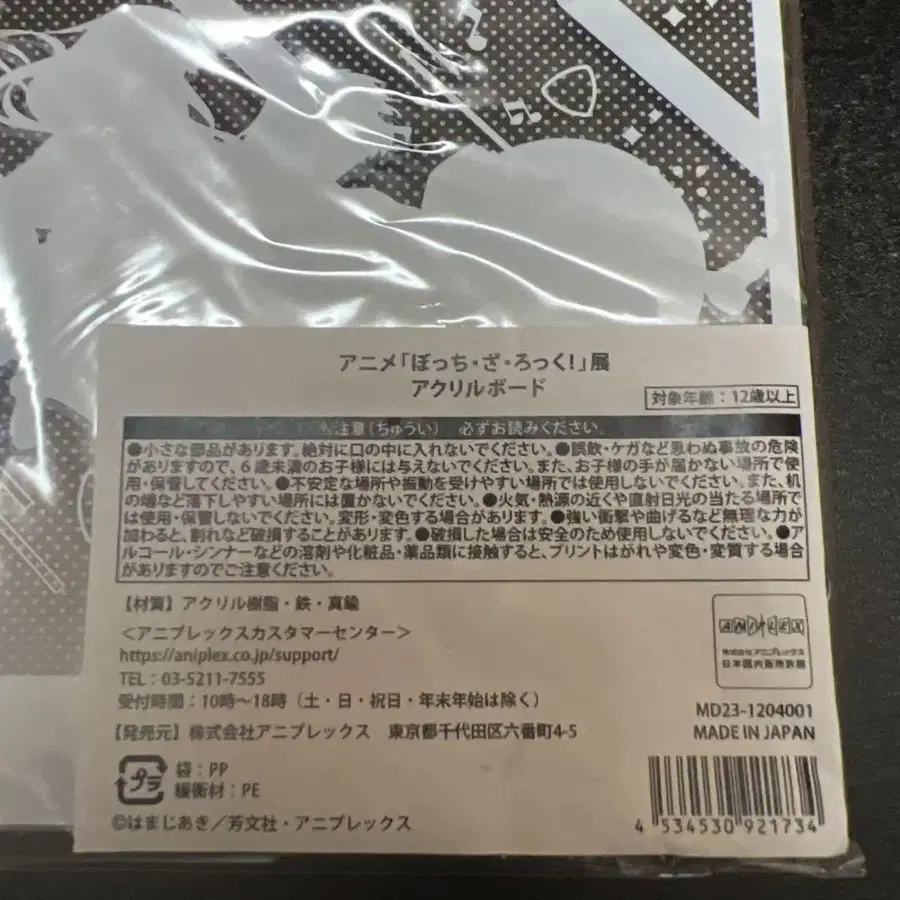 アニメ「ぼっち・ざ・ろっく!」展
アクリルボード
対象年齢：12歳以上
注意（ちゅうい） 必ずお読みください。
●小さな部品があります。絶対に口の中に入れないでください。●誤飲・ケガなど思わぬ事故の危険
がありますので、6歳未満のお子様には与えないでください。また、お子様の手が届かない場所で使
用・保管してください。●不安定な場所や振動を受けやすい場所では使用しないでください。また、机
の端など落下しやすい場所には置かないでください。●火気・熱源の近くや直射日光の当たる場所で
は使用・保管しないでください。変形・変色する場合があります。●強い衝撃や曲げるなど無理な力が
加わると、割れなど破損することがあります。●破損した場合は安全のため使用しないでください。●ア
ルコール・シンナーなどの溶剤や化粧品・薬品類に接触すると、プリントはがれや変色・変質する場合
がありますのでご注意ください。
【材質】アクリル樹脂・鉄・真鍮
＜アニプレックスカスタマーセンター＞
https://aniplex.co.jp/support/
TEL：03-5211-7555
受付時間：10時～18時（土・日・祝日・年末年始は除く）
【発売元】株式会社アニプレックス 東京都千代田区六番町4-5
ANIPLEX
株式会社アニプレックス
日本国内販売許諾
MD23-1204001
MADE IN JAPAN
プラ
袋：PP
緩衝材：PE
©はまじあき／芳文社・アニプレックス
4 534530 921734